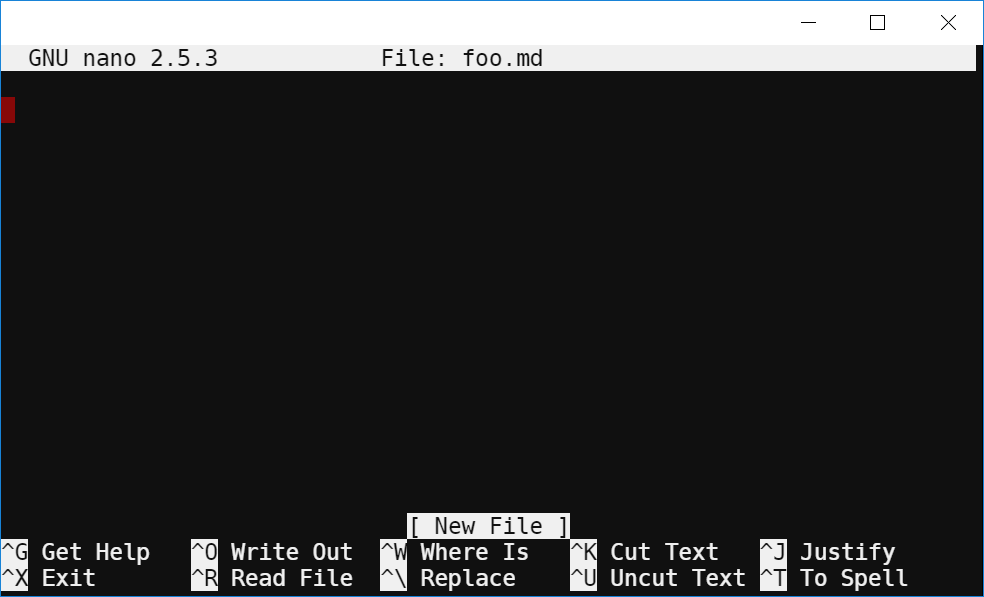 GNU nano 2.5.3 File: foo.md
[ New File ]
^G Get Help ^O Write Out ^W Where Is ^K Cut Text ^J Justify
^X Exit ^R Read File ^\ Replace ^U Uncut Text ^T To Spell